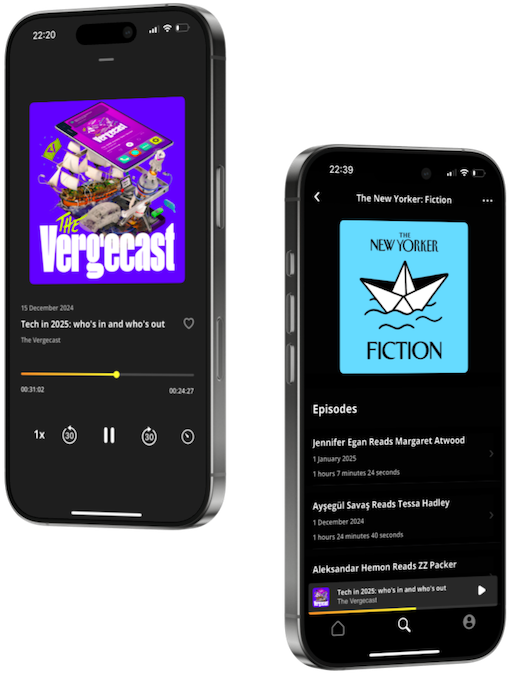 22:20
THE
Vergecast
15 December 2024
Tech in 2025: who's in and who's out
The Vergecast
00:31:02
00:24:27
1x
30
30
22:39
The New Yorker: Fiction
THE
NEW YORKER
FICTION
Episodes
Jennifer Egan Reads Margaret Atwood
1 January 2025
1 hours 7 minutes 24 seconds
Ayşegül Savaş Reads Tessa Hadley
1 December 2024
1 hours 24 minutes 40 seconds
Aleksandar Hemon Reads ZZ Packer
Tech in 2025: who's in and who's out
The Vergecast